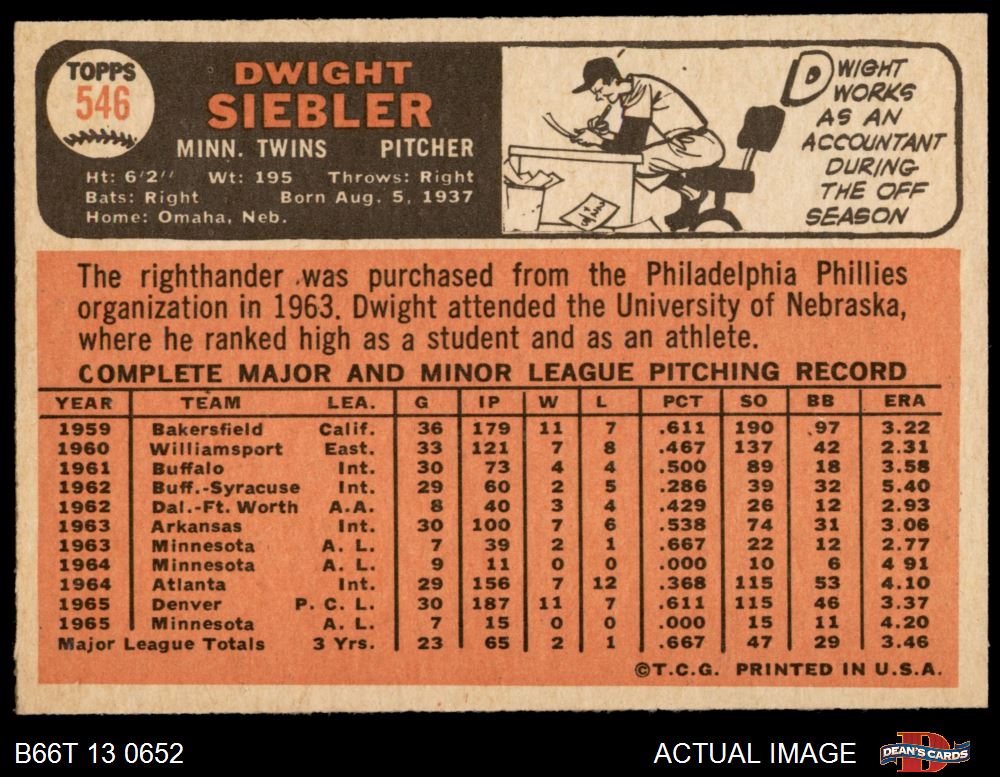 TOPPS
546
DWIGHT
SIEBLER
MINN. TWINS PITCHER
Ht: 6'2" Wt: 195 Throws: Right
Bats: Right Born Aug. 5, 1937
Home: Omaha, Neb.
DWIGHT
WORKS
AS AN
ACCOUNTANT
DURING
THE OFF
SEASON
The righthander was purchased from the Philadelphia Phillies
organization in 1963. Dwight attended the University of Nebraska,
where he ranked high as a student and as an athlete.
COMPLETE MAJOR AND MINOR LEAGUE PITCHING RECORD
YEAR TEAM LEA. G IP W L PCT SO BB ERA
1959 Bakersfield Calif. 36 179 11 7 .611 190 97 3.22
1960 Williamsport East. 33 121 7 8 .467 137 42 2.31
1961 Buffalo Int. 30 73 4 4 .500 89 18 3.58
1962 Buff.-Syracuse Int. 29 60 2 5 .286 39 32 5.40
1962 Dal.-Ft. Worth A.A. 8 40 3 4 .429 26 12 2.93
1963 Arkansas Int. 30 100 7 6 .538 74 31 3.06
1963 Minnesota A. L. 7 39 2 1 .667 22 12 2.77
1964 Minnesota A. L. 9 11 0 0 .000 10 6 4 91
1964 Atlanta Int. 29 156 7 12 .368 115 53 4.10
1965 Denver P. C. L. 30 187 11 7 .611 115 46 3.37
1965 Minnesota A. L. 7 15 0 0 .000 15 11 4.20
Major League Totals 3 Yrs. 23 65 2 1 .667 47 29 3.46
©T.C.G. PRINTED IN U.S.A.
B66T 13 0652 ACTUAL IMAGE DEAN'S CARDS